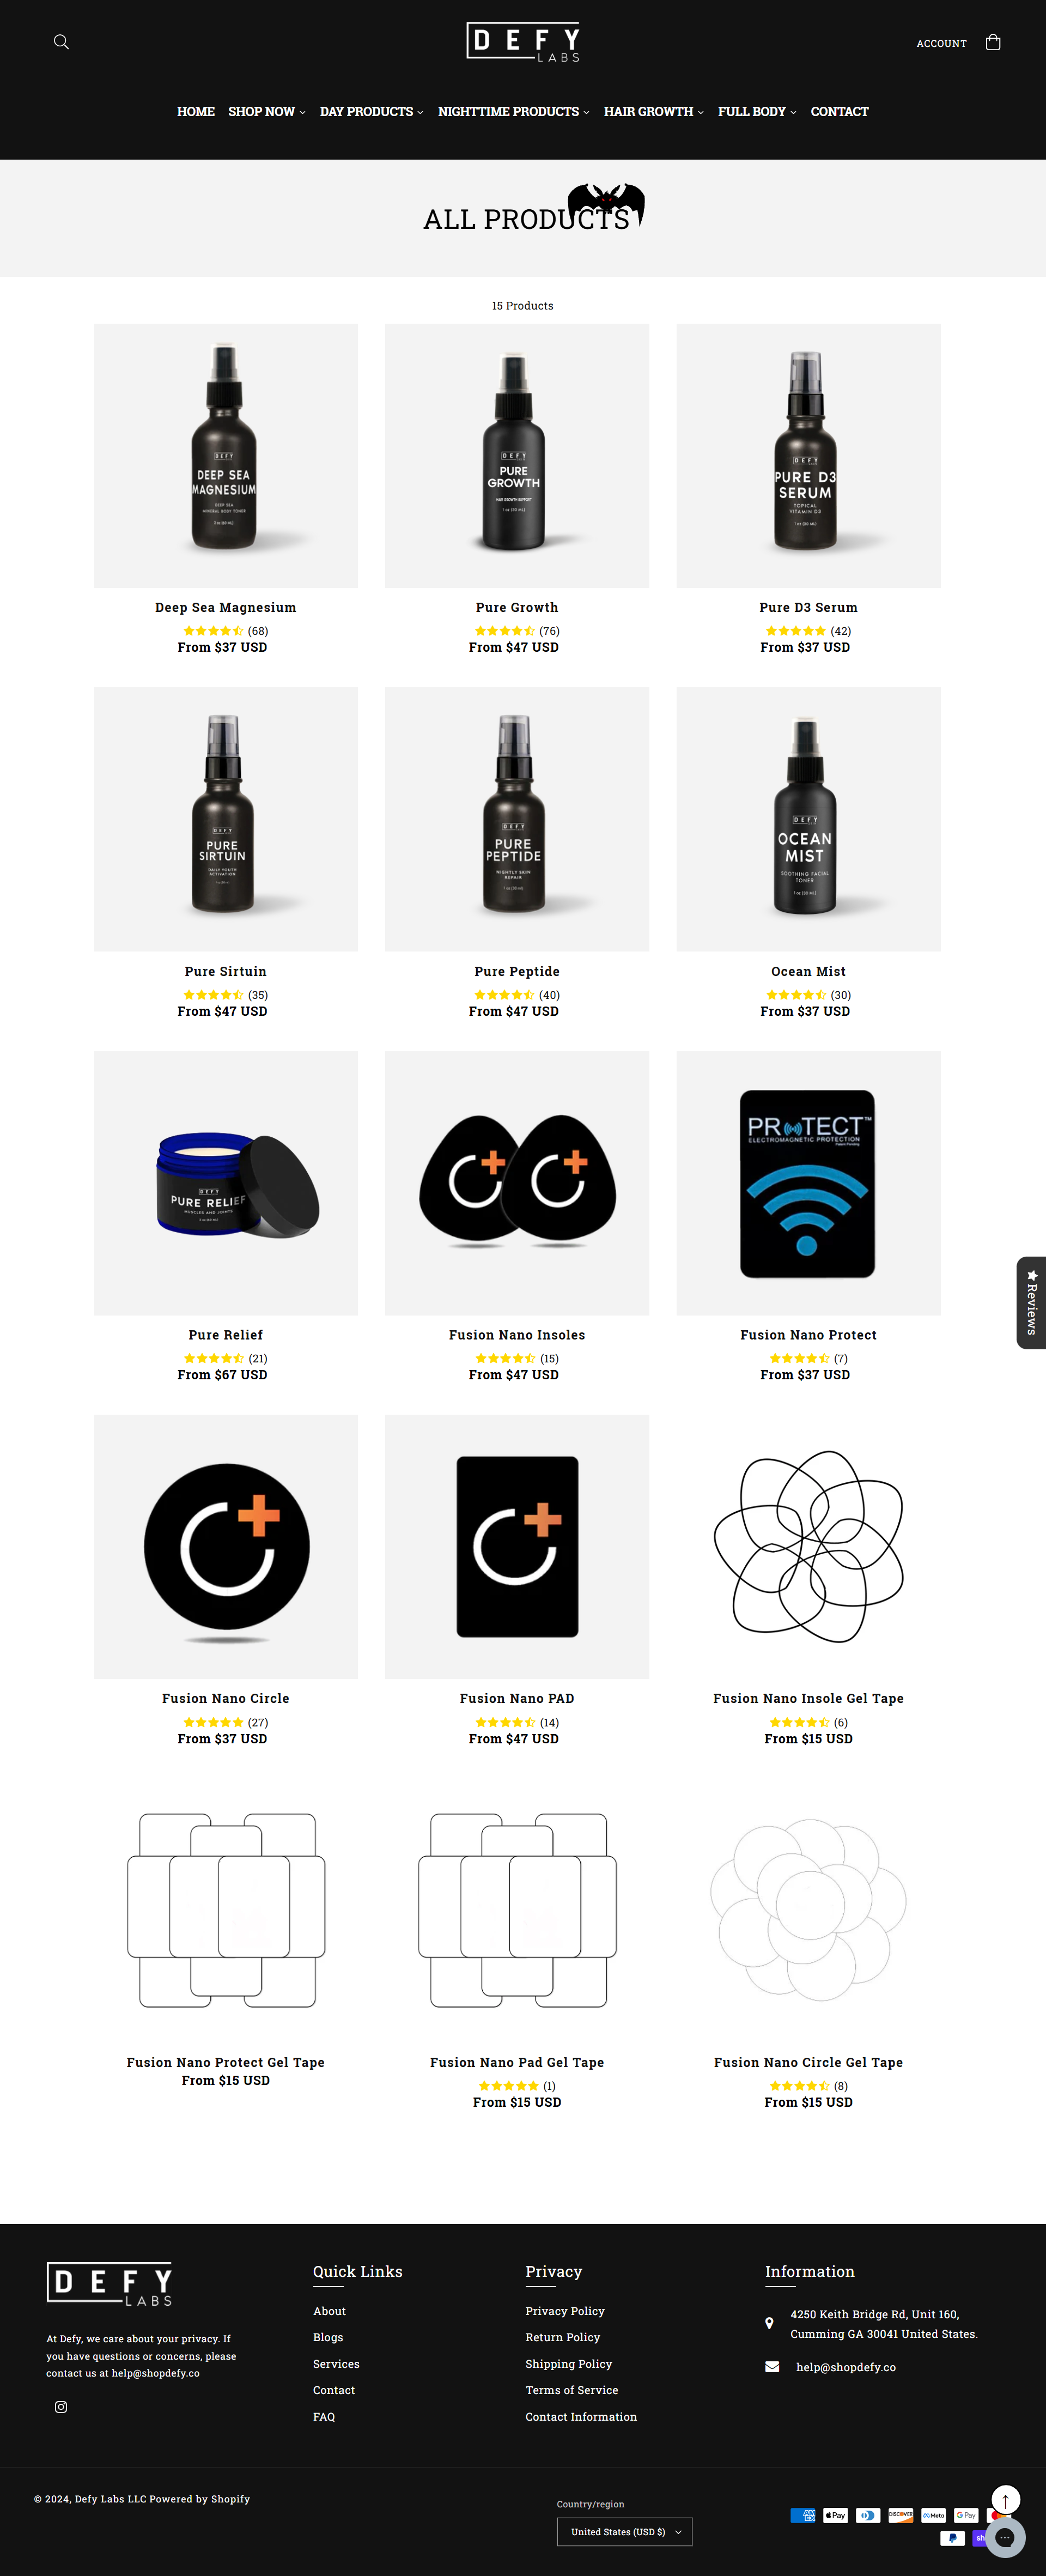 DEFY
LABS
ACCOUNT
HOME SHOP NOW DAY PRODUCTS NIGHTTIME PRODUCTS HAIR GROWTH FULL BODY CONTACT
ALL PRODUCTS
15 Products
DEFY
DEEP SEA
MAGNESIUM
DEEP SEA
MINERAL BODY TONER
2 oz (60 mL)
DEFY
PURE
GROWTH
HAIR GROWTH SUPPORT
1 oz (30 mL)
DEFY
PURE D3
SERUM
TOPICAL
VITAMIN D3
1 oz (30 mL)
Deep Sea Magnesium
(68)
From $37 USD
Pure Growth
(76)
From $47 USD
Pure D3 Serum
(42)
From $37 USD
DEFY
PURE
SIRTUIN
DAILY YOUTH
ACTIVATION
DEFY
PURE
PEPTIDE
NIGHTLY SKIN
REPAIR
1 oz (30 ml)
DEFY
OCEAN
MIST
SOOTHING FACIAL
TONER
1 oz (30 mL)
Pure Sirtuin
(35)
From $47 USD
Pure Peptide
(40)
From $47 USD
Ocean Mist
(30)
From $37 USD
DEFY
PURE RELIEF
MUSCLES AND JOINTS
2 oz (60 mL)
PROTECT™
ELECTROMAGNETIC PROTECTION
Patent Pending
Pure Relief
(21)
From $67 USD
Fusion Nano Insoles
(15)
From $47 USD
Fusion Nano Protect
(7)
From $37 USD
Reviews
Fusion Nano Circle
(27)
From $37 USD
Fusion Nano PAD
(14)
From $47 USD
Fusion Nano Insole Gel Tape
(6)
From $15 USD
Fusion Nano Protect Gel Tape
From $15 USD
Fusion Nano Pad Gel Tape
(1)
From $15 USD
Fusion Nano Circle Gel Tape
(8)
From $15 USD
DEFY
LABS
At Defy, we care about your privacy. If
you have questions or concerns, please
contact us at help@shopdefy.co
Quick Links
About
Blogs
Services
Contact
FAQ
Privacy
Privacy Policy
Return Policy
Shipping Policy
Terms of Service
Contact Information
Information
4250 Keith Bridge Rd, Unit 160,
Cumming GA 30041 United States.
help@shopdefy.co
© 2024, Defy Labs LLC Powered by Shopify
Country/region
United States (USD $)
AMEX
Pay
DISCOVER
Meta
G Pay